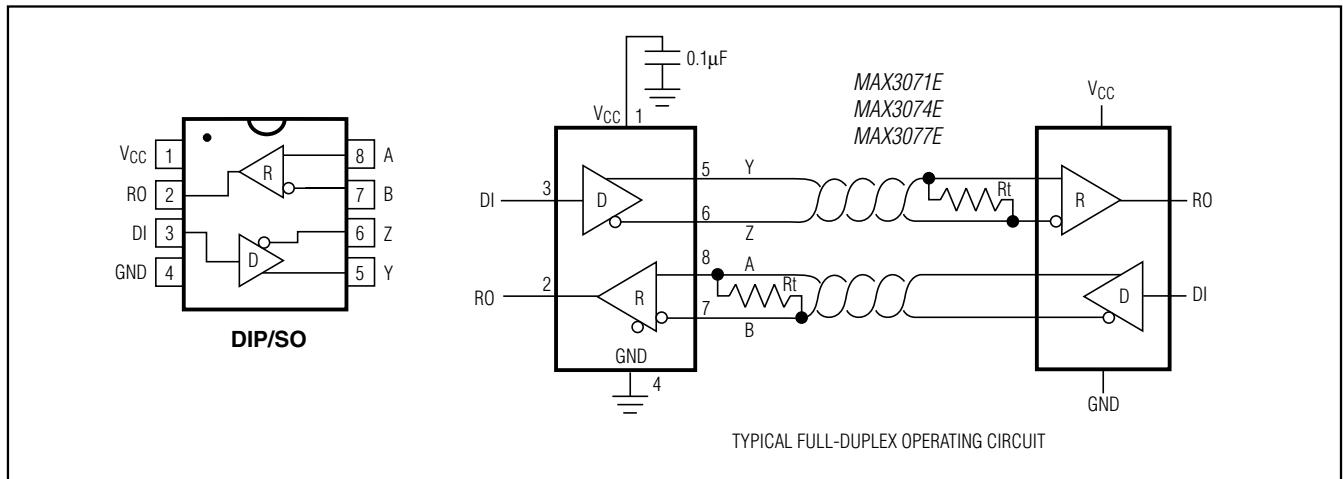 VCC 1
RO 2
DI 3
GND 4
8 A
7 B
6 Z
5 Y
R
D
DIP/SO
0.1µF
VCC 1
DI 3
D
5 Y
6
Z
RO 2
R
8 A
7
B
Rt
GND
4
MAX3071E
MAX3074E
MAX3077E
Rt
VCC
R
RO
D
DI
GND
TYPICAL FULL-DUPLEX OPERATING CIRCUIT